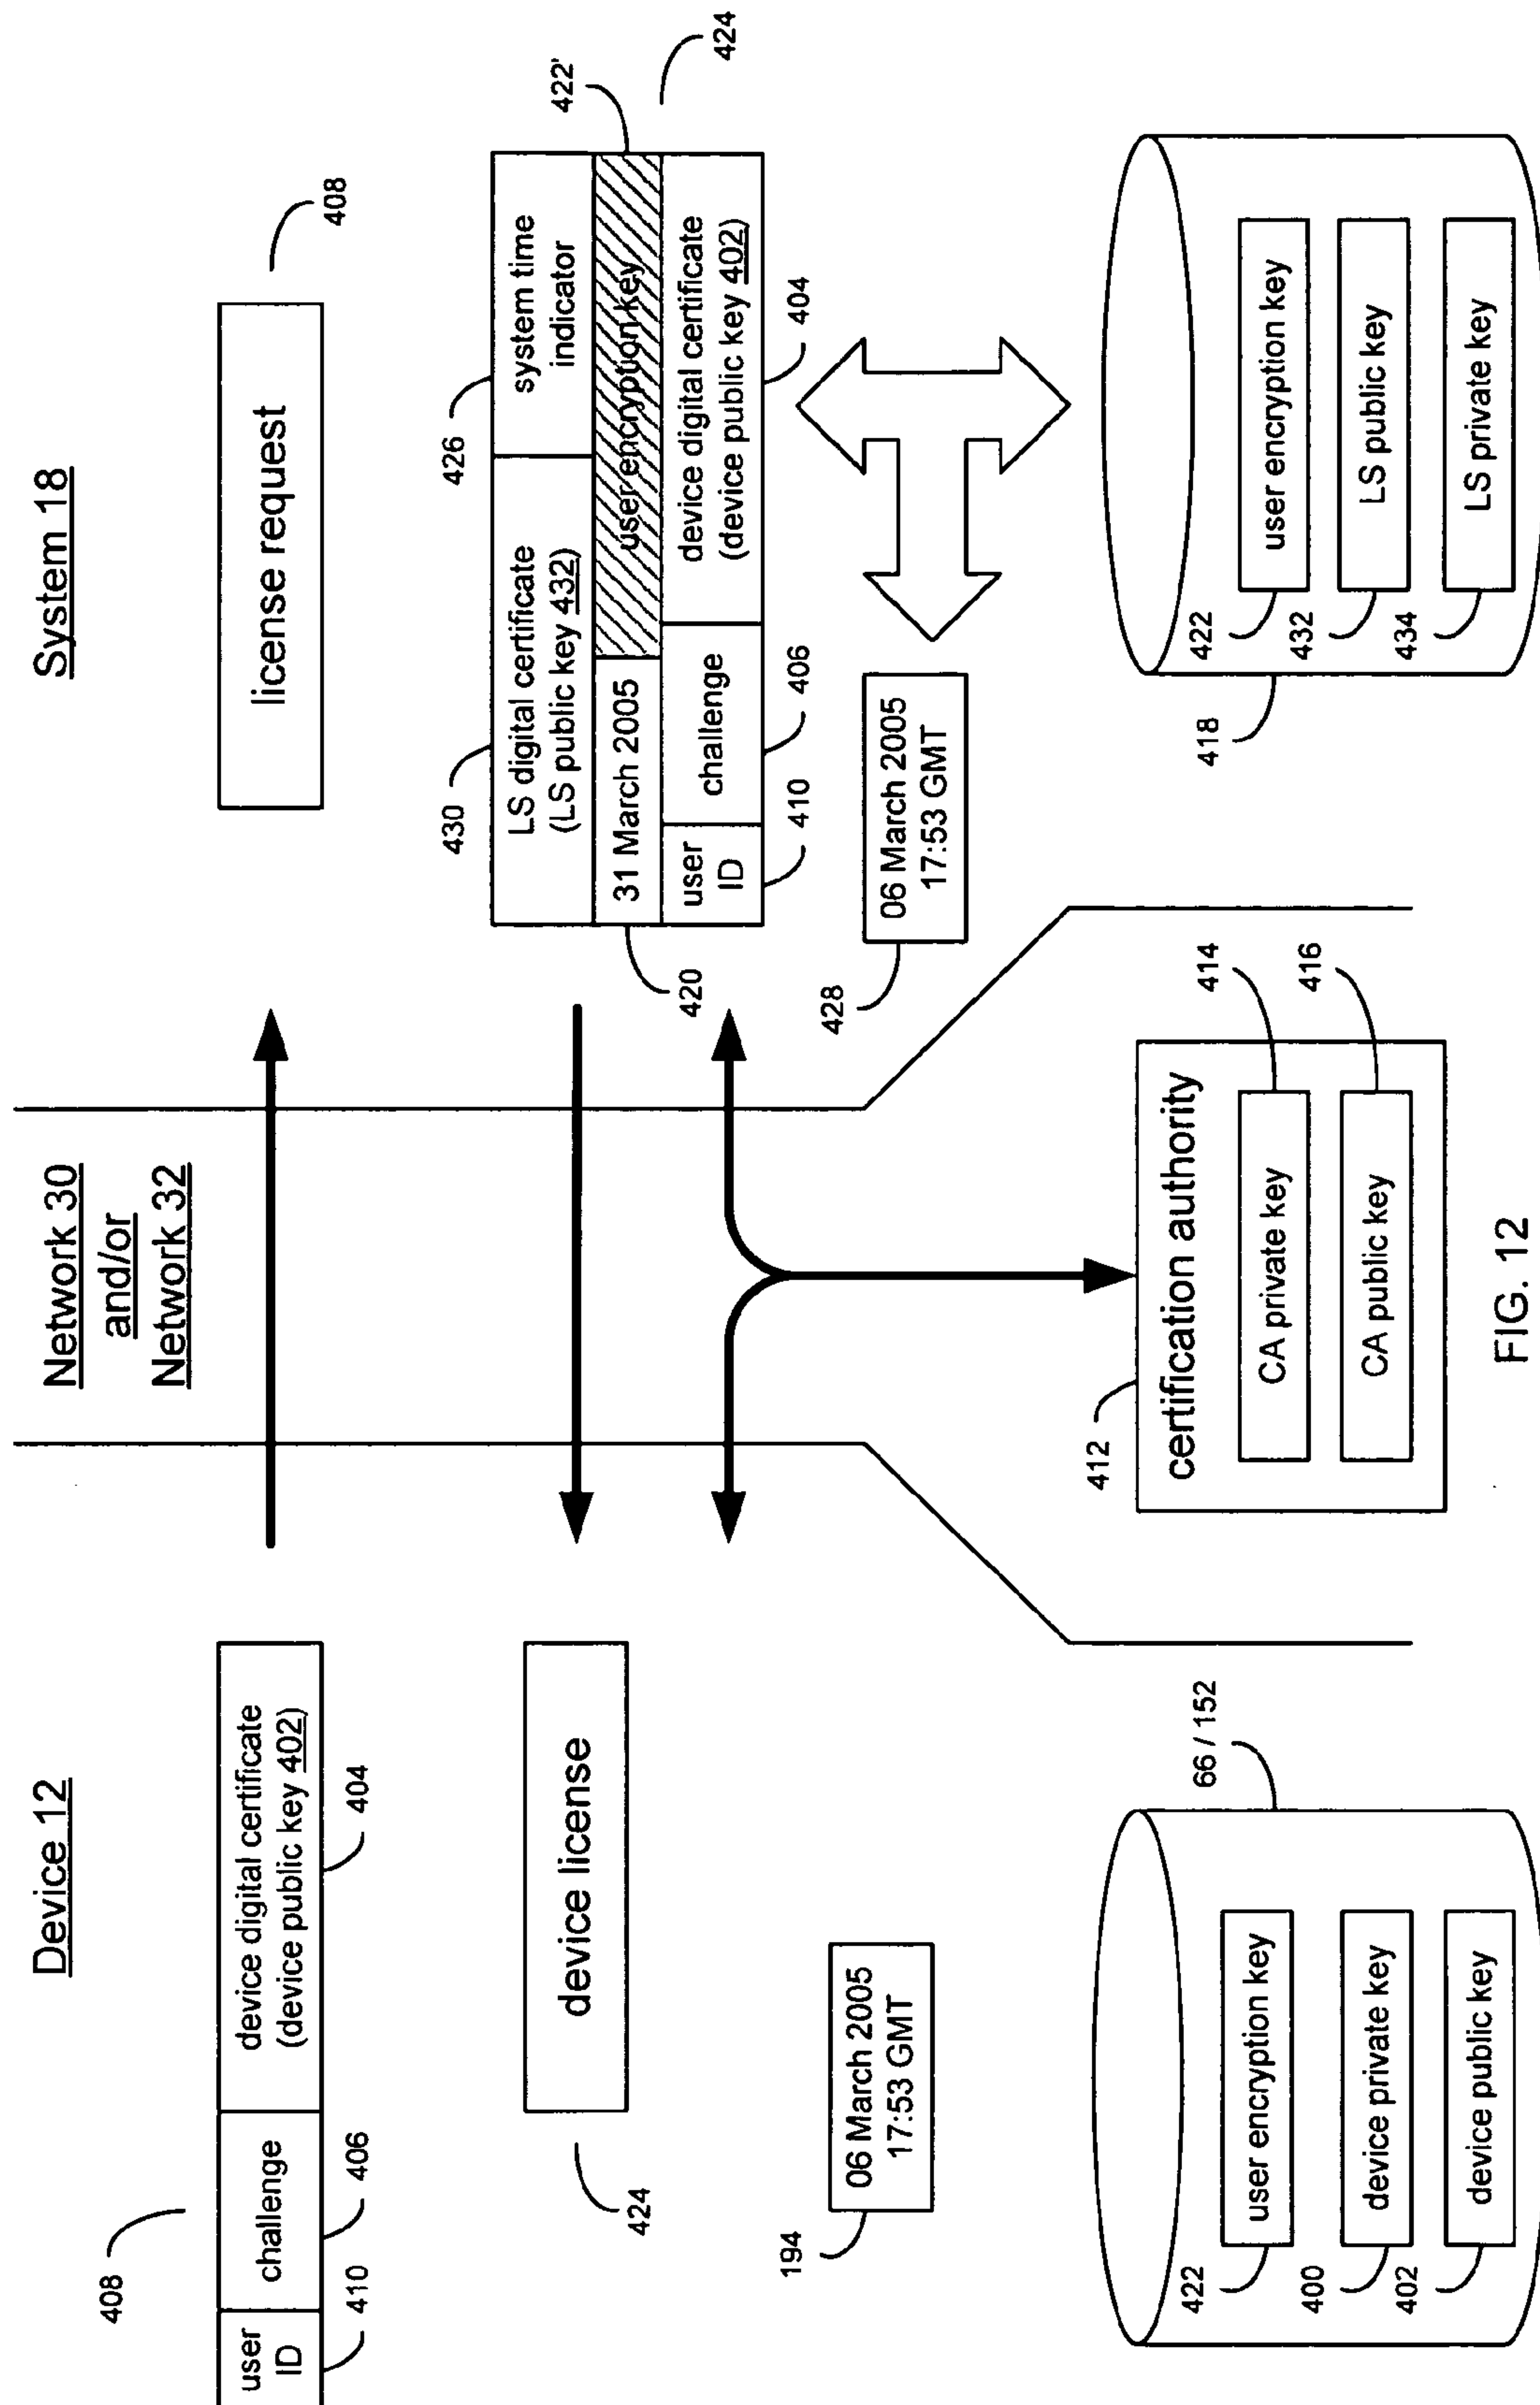 Device 12
408
user
ID
challenge
device digital certificate
(device public key 402)
410
406
404
device license
424
194
06 March 2005
17:53 GMT
66 / 152
422
user encryption key
400
device private key
402
device public key
Network 30
and/or
Network 32
412
certification authority
CA private key
414
CA public key
416
System 18
license request
408
430
426
LS digital certificate
(LS public key 432)
system time
indicator
422'
31 March 2005
user encryption key
424
420
user
ID
challenge
device digital certificate
(device public key 402)
410
406
404
428
06 March 2005
17:53 GMT
418
422
user encryption key
432
LS public key
434
LS private key
FIG. 12